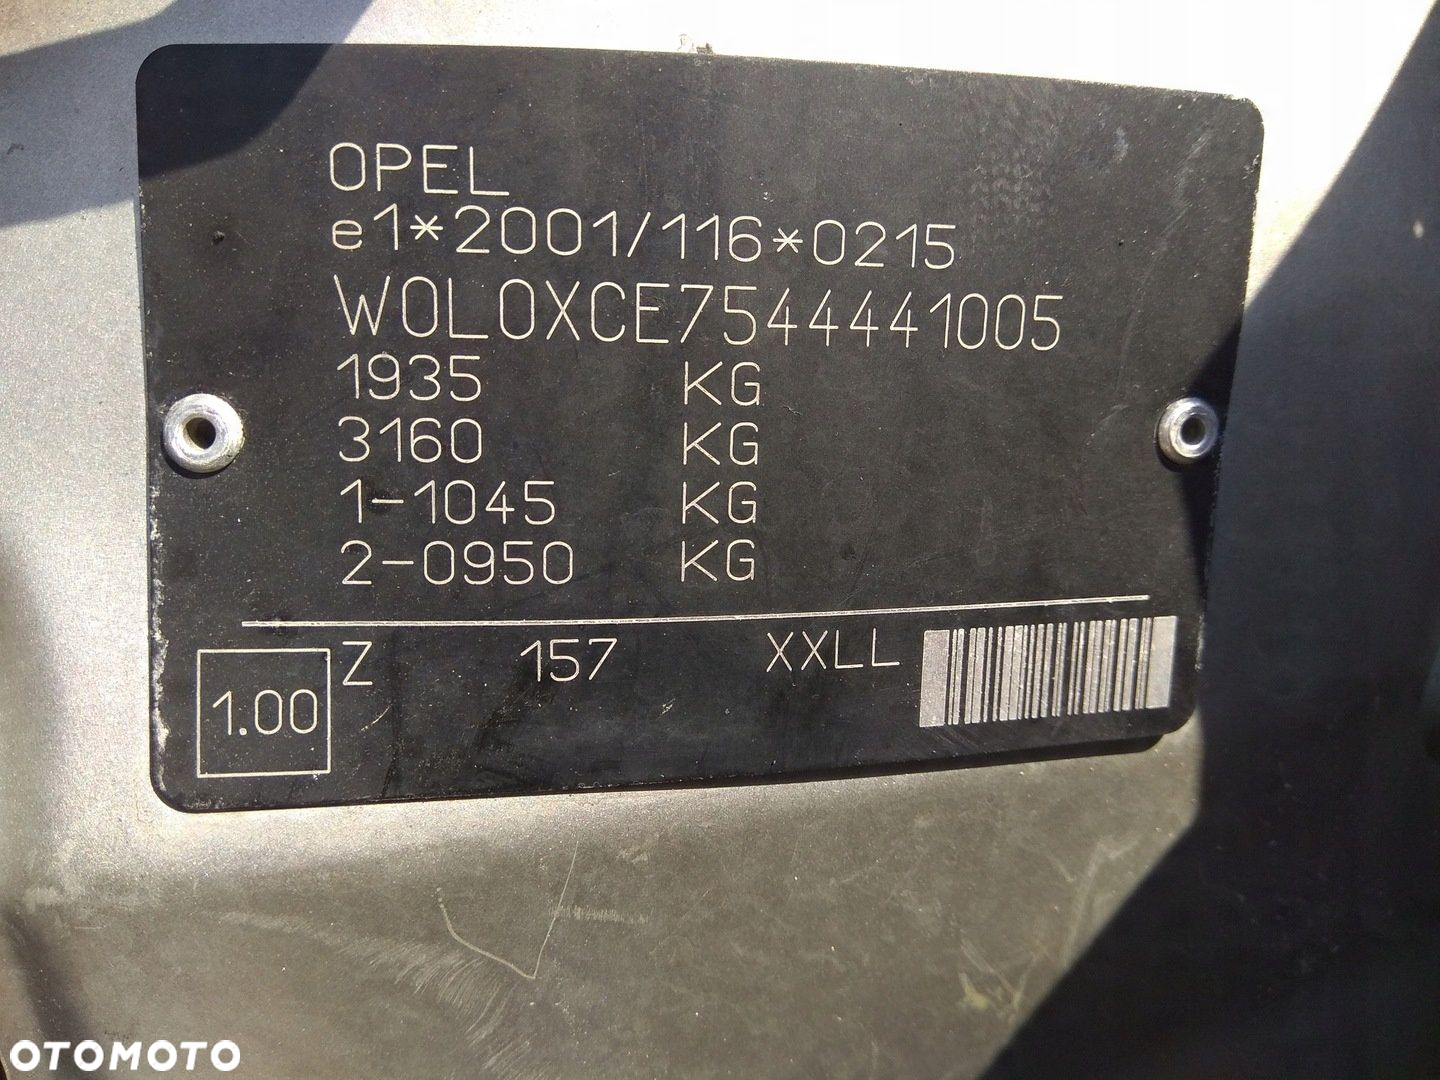 OPEL
e1*2001/116*0215
W0L0XCE7544441005
1935 KG
3160 KG
1-1045 KG
2-0950 KG
Z 157 XXLL
1.00
OTOMOTO